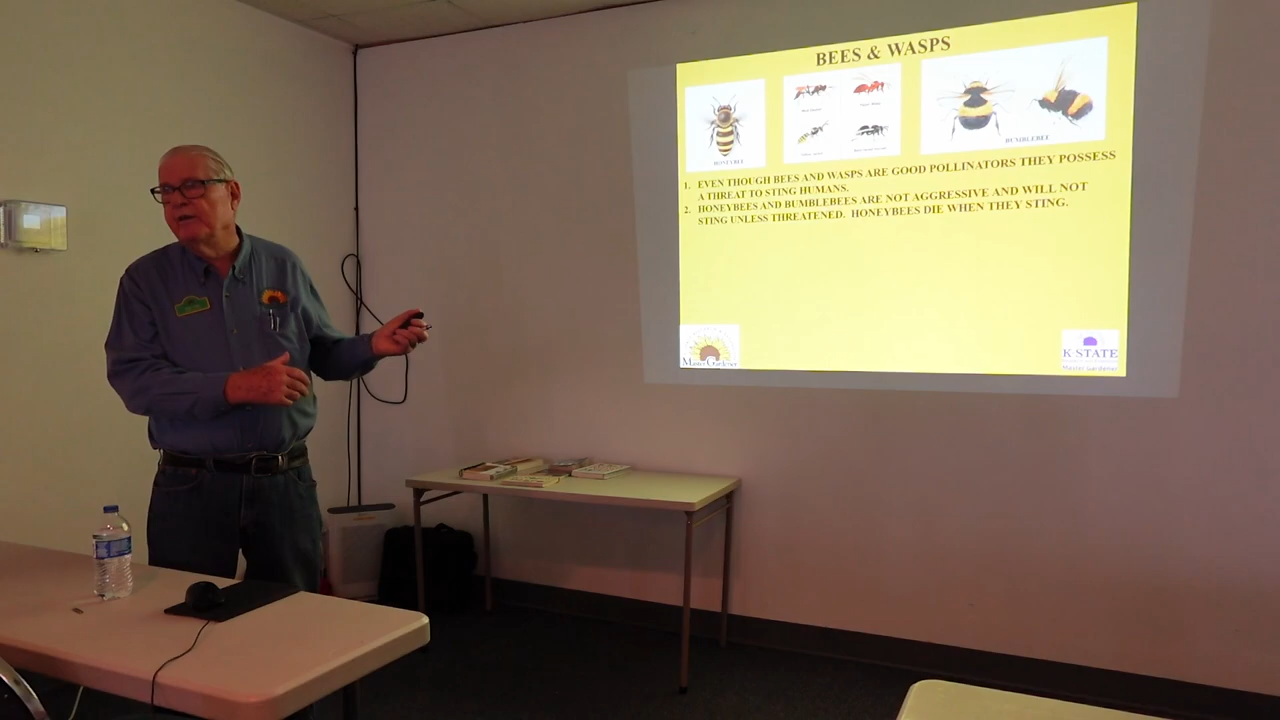 BEES & WASPS
HONEYBEE
BUMBLEBEE
1. EVEN THOUGH BEES AND WASPS ARE GOOD POLLINATORS THEY POSSESS
A THREAT TO STING HUMANS.
2. HONEYBEES AND BUMBLEBEES ARE NOT AGGRESSIVE AND WILL NOT
STING UNLESS THREATENED. HONEYBEES DIE WHEN THEY STING.
Master Gardener
K-STATE
Master Gardener